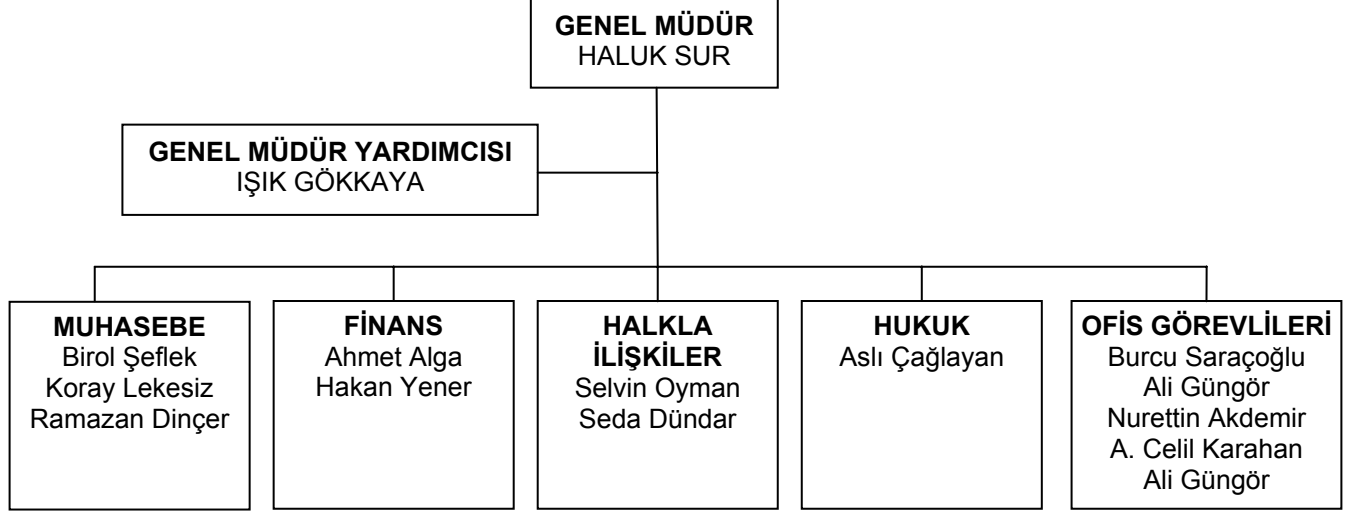 GENEL MÜDÜR
HALUK SUR
GENEL MÜDÜR YARDIMCISI
IŞIK GÖKKAYA
MUHASEBE
Birol Şeflek
Koray Lekesiz
Ramazan Dinçer
FİNANS
Ahmet Alga
Hakan Yener
HALKLA
İLİŞKİLER
Selvin Oyman
Seda Dündar
HUKUK
Aslı Çağlayan
OFİS GÖREVLİLERİ
Burcu Saraçoğlu
Ali Güngör
Nurettin Akdemir
A. Celil Karahan
Ali Güngör